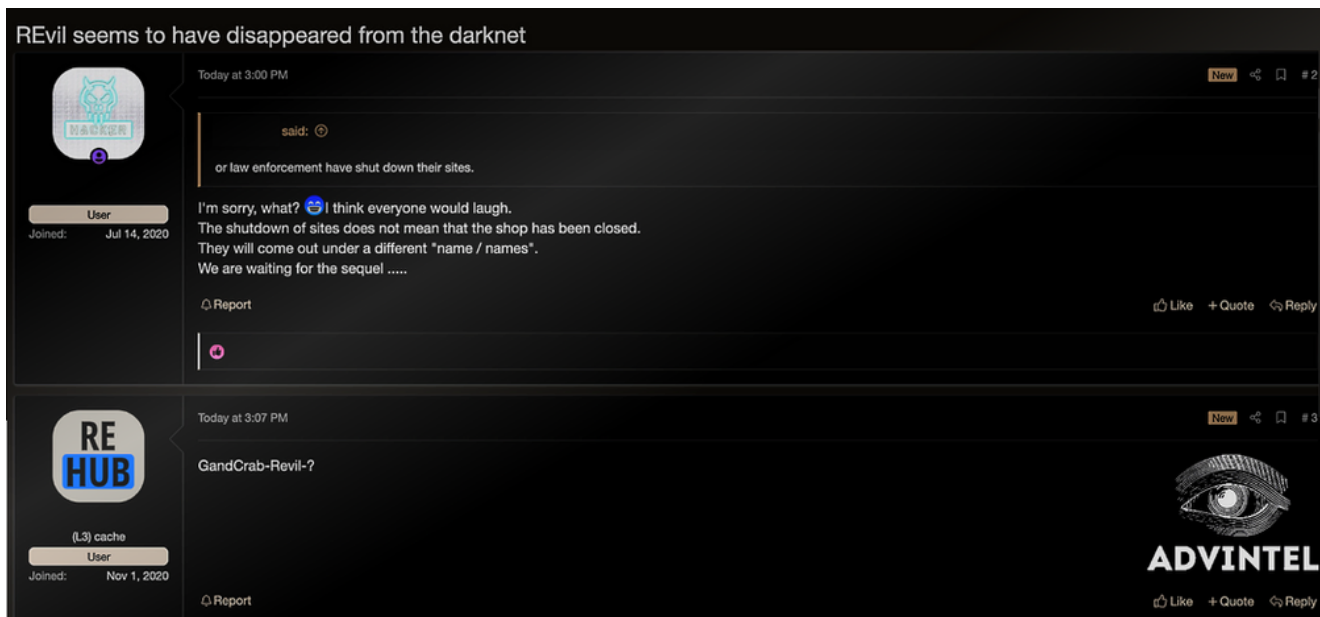 REvil seems to have disappeared from the darknet
HACKER
User
Joined: Jul 14, 2020
Today at 3:00 PM
New #2
said:
or law enforcement have shut down their sites.
I'm sorry, what? 😁I think everyone would laugh.
The shutdown of sites does not mean that the shop has been closed.
They will come out under a different "name / names".
We are waiting for the sequel .....
Report
Like + Quote Reply
RE
HUB
(L3) cache
User
Joined: Nov 1, 2020
Today at 3:07 PM
New #3
GandCrab-Revil-?
ADVINTEL
Report
Like + Quote Reply